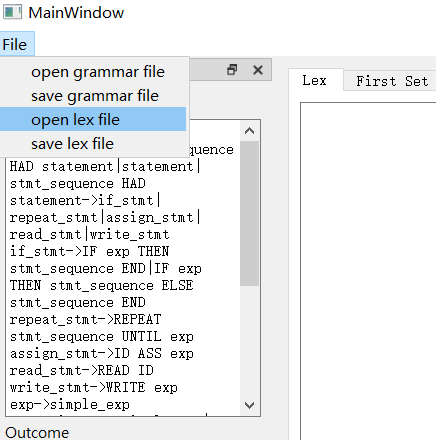 MainWindow
File
open grammar file
save grammar file
open lex file
save lex file
Lex
First Set
quence
HAD statement|statement|
stmt_sequence HAD
statement->if_stmt|
repeat_stmt|assign_stmt|
read_stmt|write_stmt
if_stmt->IF exp THEN
stmt_sequence END|IF exp
THEN stmt_sequence ELSE
stmt_sequence END
repeat_stmt->REPEAT
stmt_sequence UNTIL exp
assign_stmt->ID ASS exp
read_stmt->READ ID
write_stmt->WRITE exp
exp->simple_exp
Outcome